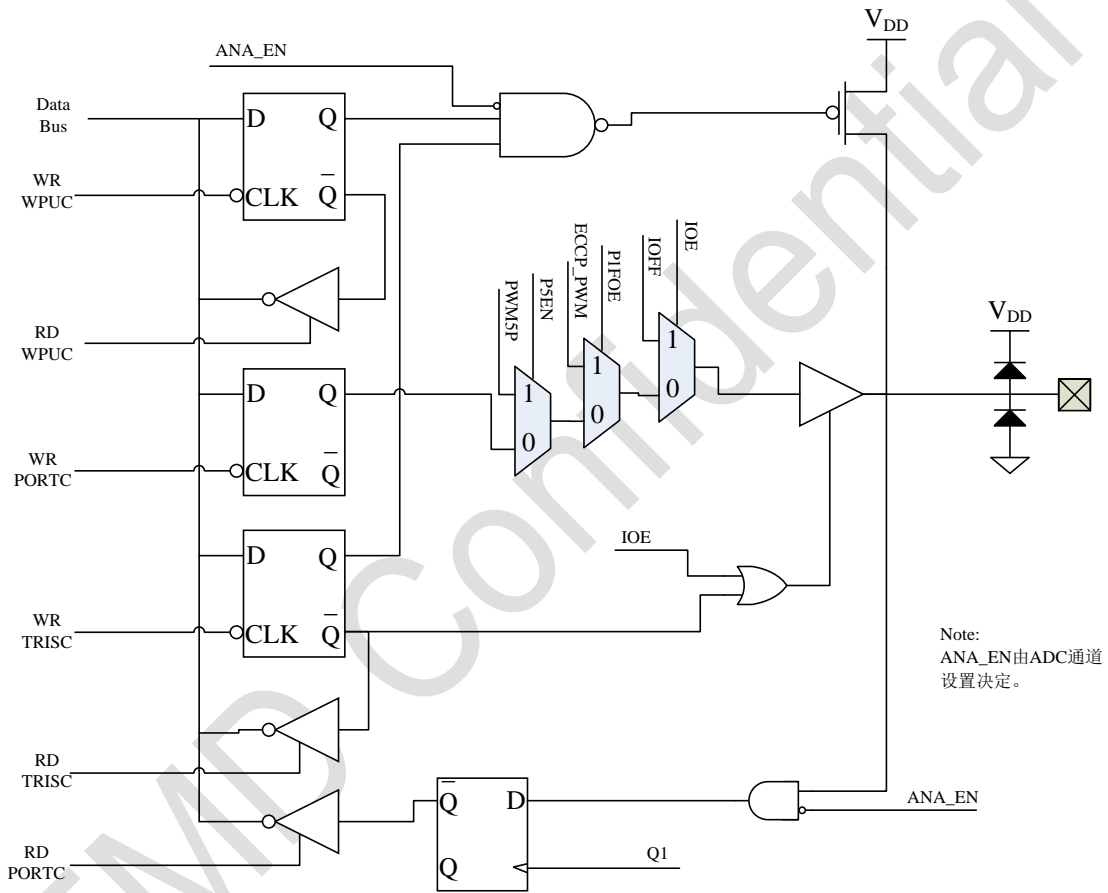 V_DD
ANA_EN
Data
Bus
D
Q
WR
WPUC
CLK
Q̅
RD
WPUC
PWM5P
P5EN
ECCP_PWM
P1FOE
IOFF
IOE
1
0
1
0
1
0
V_DD
D
Q
WR
PORTC
CLK
Q̅
D
Q
IOE
WR
TRISC
CLK
Q̅
Note:
ANA_EN由ADC通道
设置决定。
RD
TRISC
Q̅
D
ANA_EN
RD
PORTC
Q
Q1
FMD Confidential